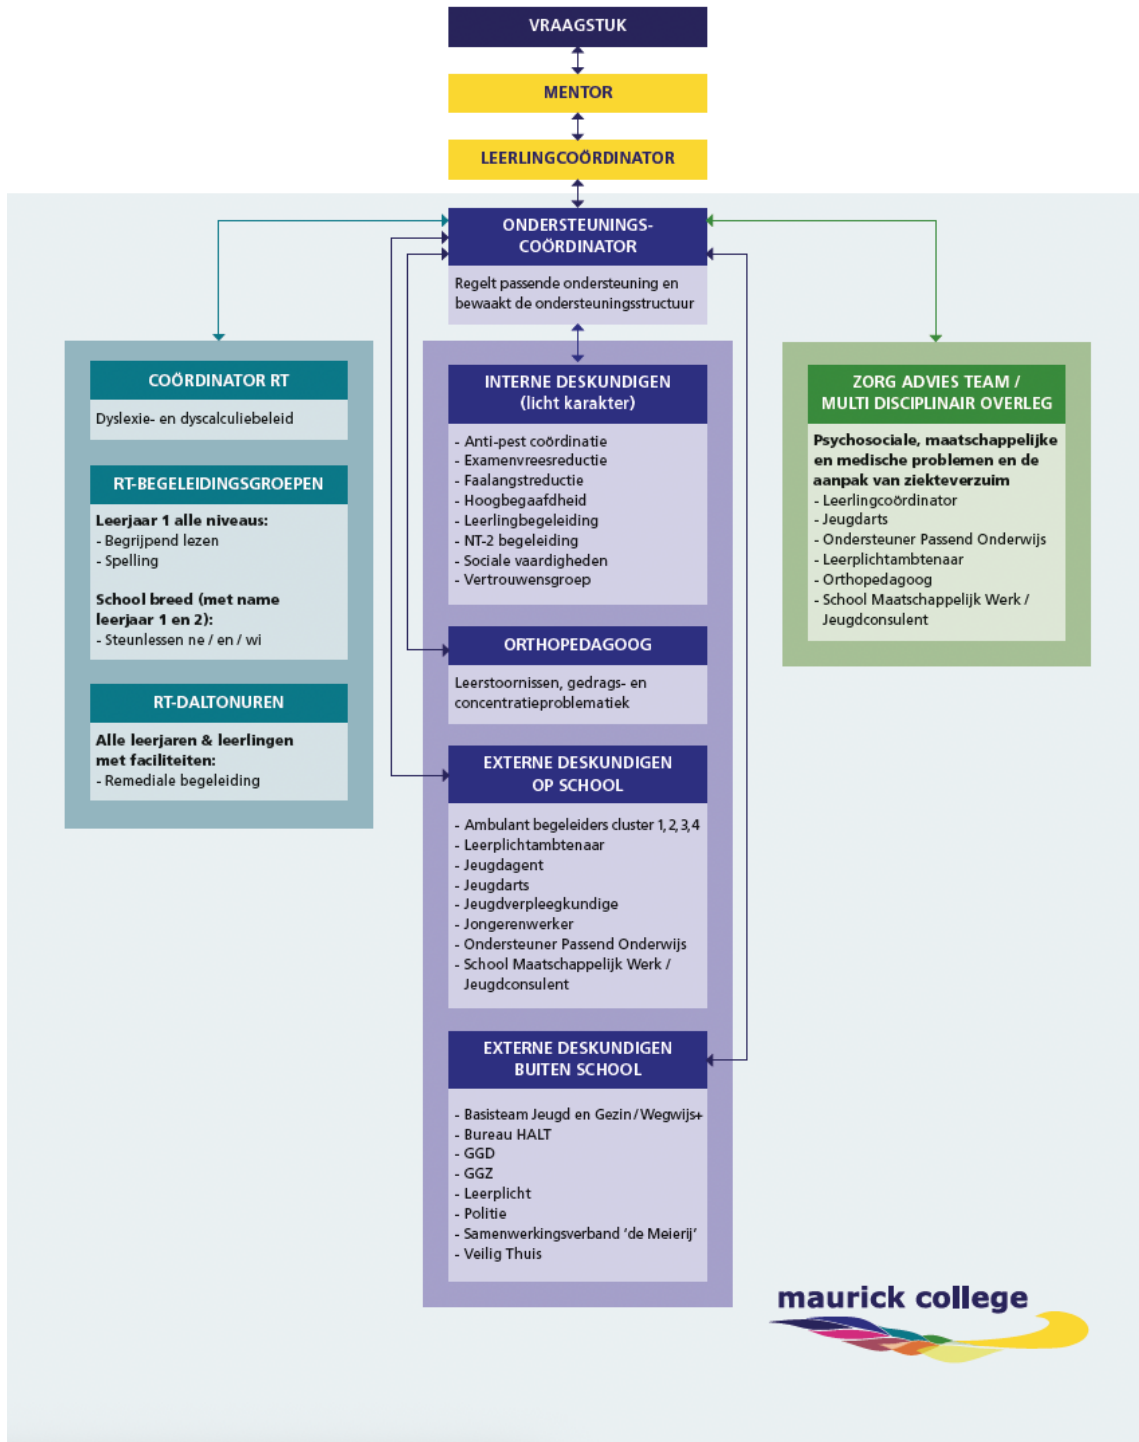 VRAAGSTUK
MENTOR
LEERLINGCOÖRDINATOR
ONDERSTEUNINGS-
COÖRDINATOR
Regelt passende ondersteuning en
bewaakt de ondersteuningsstructuur
COÖRDINATOR RT
Dyslexie- en dyscalculiebeleid
RT-BEGELEIDINGSGROEPEN
Leerjaar 1 alle niveaus:
- Begrijpend lezen
- Spelling
School breed (met name
leerjaar 1 en 2):
- Steunlessen ne / en / wi
RT-DALTONUREN
Alle leerjaren & leerlingen
met faciliteiten:
- Remediale begeleiding
INTERNE DESKUNDIGEN
(licht karakter)
- Anti-pest coördinatie
- Examenvreesreductie
- Faalangstreductie
- Hoogbegaafdheid
- Leerlingbegeleiding
- NT-2 begeleiding
- Sociale vaardigheden
- Vertrouwensgroep
ORTHOPEDAGOOG
Leerstoornissen, gedrags- en
concentratieproblematiek
EXTERNE DESKUNDIGEN
OP SCHOOL
- Ambulant begeleiders cluster 1,2,3,4
- Leerplichtambtenaar
- Jeugdagent
- Jeugdarts
- Jeugdverpleegkundige
- Jongerenwerker
- Ondersteuner Passend Onderwijs
- School Maatschappelijk Werk /
Jeugdconsulent
EXTERNE DESKUNDIGEN
BUITEN SCHOOL
- Basisteam Jeugd en Gezin / Wegwijs+
- Bureau HALT
- GGD
- GGZ
- Leerplicht
- Politie
- Samenwerkingsverband ‘de Meierij’
- Veilig Thuis
ZORG ADVIES TEAM /
MULTI DISCIPLINAIR OVERLEG
Psychosociale, maatschappelijke
en medische problemen en de
aanpak van ziekteverzuim
- Leerlingcoördinator
- Jeugdarts
- Ondersteuner Passend Onderwijs
- Leerplichtambtenaar
- Orthopedagoog
- School Maatschappelijk Werk /
Jeugdconsulent
maurick college